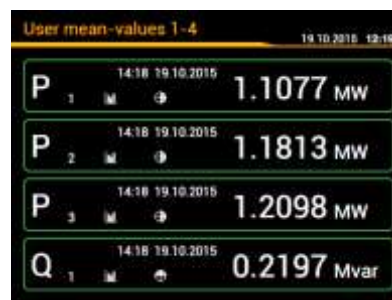 User mean-values 1-4
19.10.2015 12:19
14:18 19.10.2015
P 1 1.1077 MW
14:18 19.10.2015
P 2 1.1813 MW
14:18 19.10.2015
P 3 1.2098 MW
14:18 19.10.2015
Q 1 0.2197 Mvar